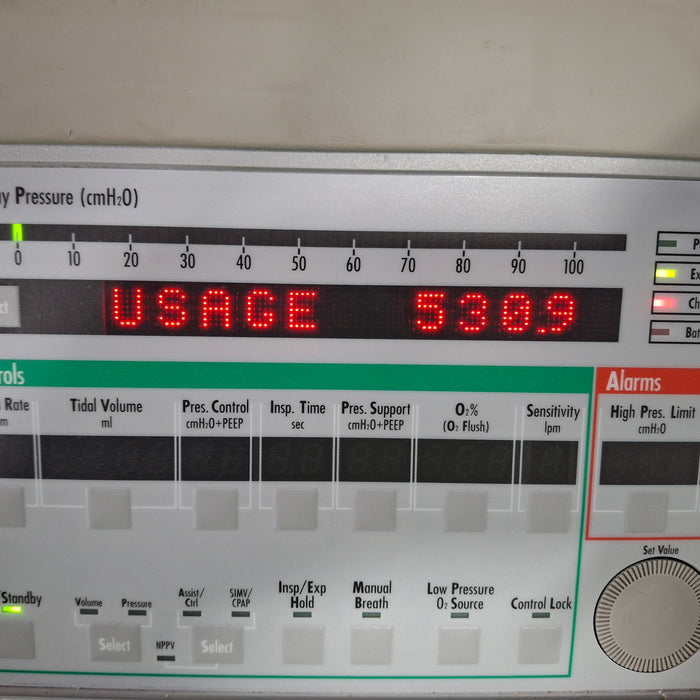 Pressure (cmH₂O)
0 10 20 30 40 50 60 70 80 90 100
USAGE 530.9
Alarms
Rate
Tidal Volume
ml
Pres. Control
cmH₂O+PEEP
Insp. Time
sec
Pres. Support
cmH₂O+PEEP
O₂%
(O₂ Flush)
Sensitivity
lpm
High Pres. Limit
cmH₂O
Set Value
Standby
Volume
Pressure
Select
NPPV
Assist/
Ctrl
SIMV/
CPAP
Select
Insp/Exp
Hold
Manual
Breath
Low Pressure
O₂ Source
Control Lock